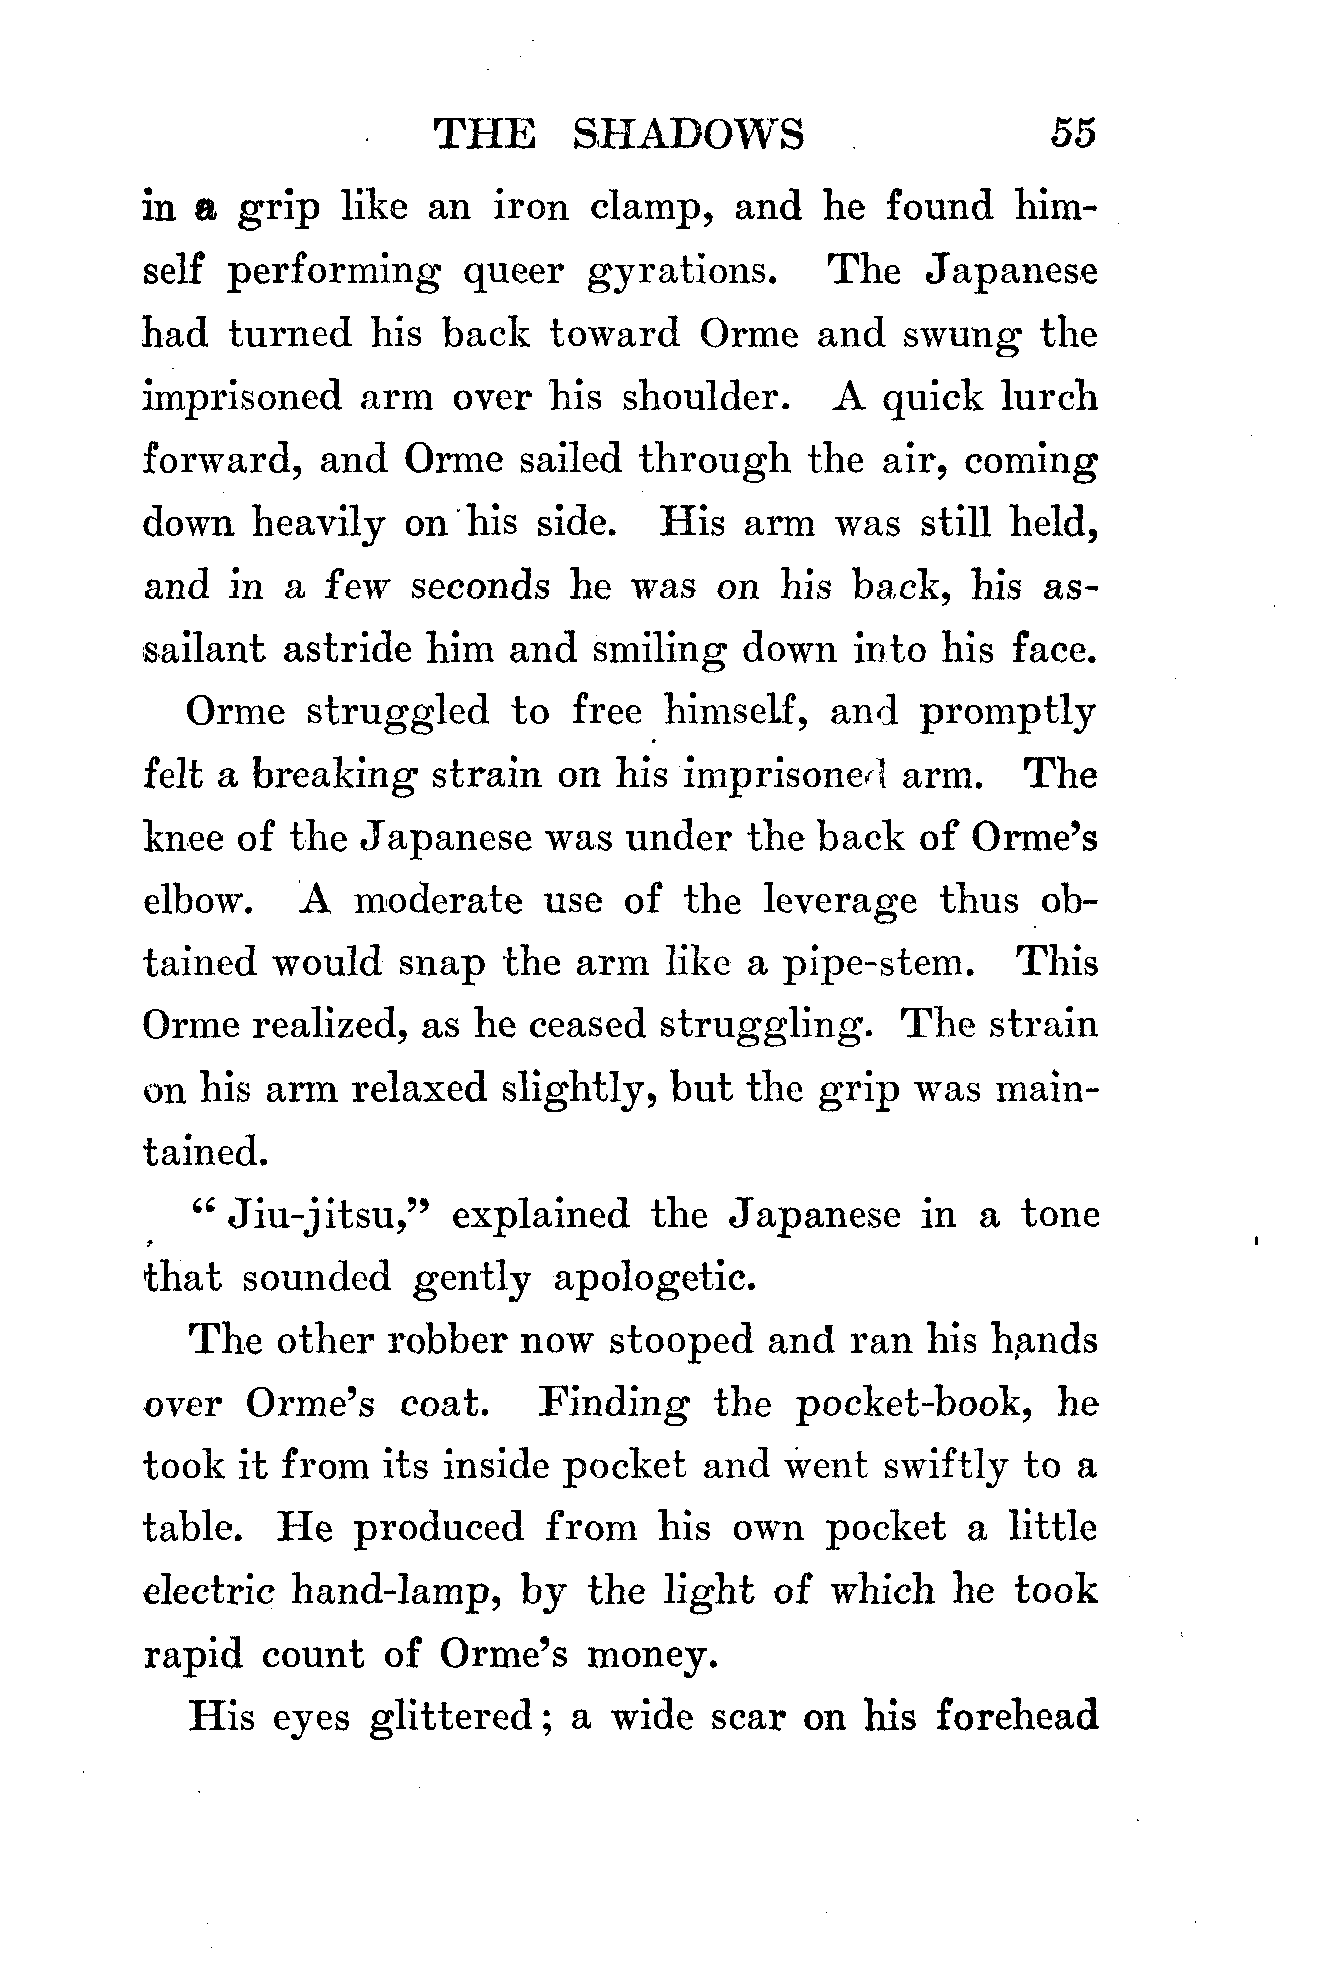 THE SHADOWS 55
in a grip like an iron clamp, and he found him-
self performing queer gyrations. The Japanese
had turned his back toward Orme and swung the
imprisoned arm over his shoulder. A quick lurch
forward, and Orme sailed through the air, coming
down heavily on his side. His arm was still held,
and in a few seconds he was on his back, his as-
sailant astride him and smiling down into his face.
Orme struggled to free himself, and promptly
felt a breaking strain on his imprisoned arm. The
knee of the Japanese was under the back of Orme's
elbow. A moderate use of the leverage thus ob-
tained would snap the arm like a pipe-stem. This
Orme realized, as he ceased struggling. The strain
on his arm relaxed slightly, but the grip was main-
tained.
“ Jiu-jitsu,” explained the Japanese in a tone
that sounded gently apologetic.
The other robber now stooped and ran his hands
over Orme's coat. Finding the pocket-book, he
took it from its inside pocket and went swiftly to a
table. He produced from his own pocket a little
electric hand-lamp, by the light of which he took
rapid count of Orme's money.
His eyes glittered; a wide scar on his forehead